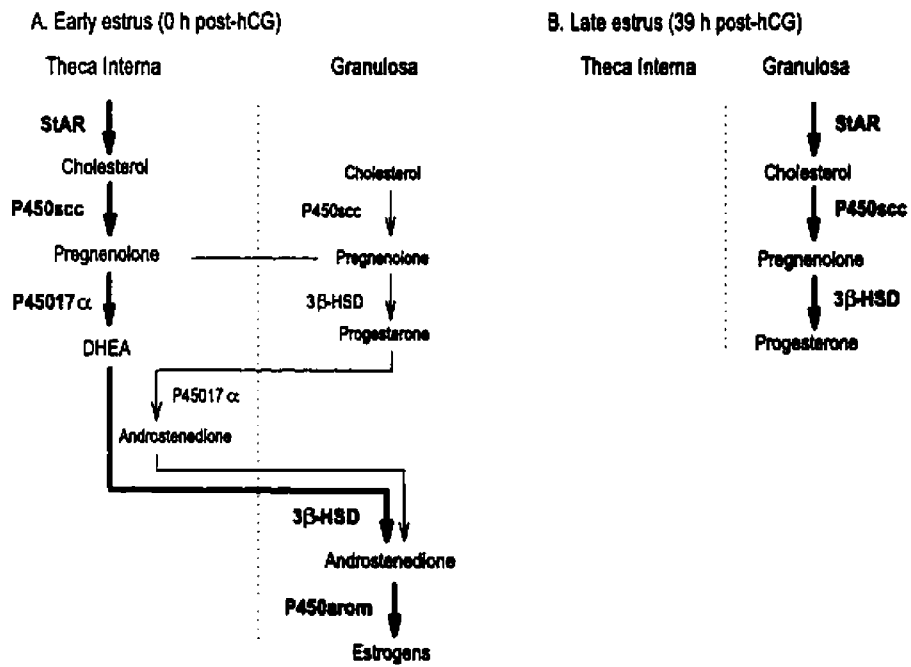 A. Early estrus (0 h post-hCG)
Theca Interna
Granulosa
StAR
Cholesterol
P450scc
Pregnenolone
P45017 α
DHEA
Cholesterol
P450scc
Pregnenolone
3β-HSD
Progesterone
P45017 α
Androstenedione
3β-HSD
Androstenedione
P450arom
Estrogens
B. Late estrus (39 h post-hCG)
Theca Interna
Granulosa
StAR
Cholesterol
P450scc
Pregnenolone
3β-HSD
Progesterone